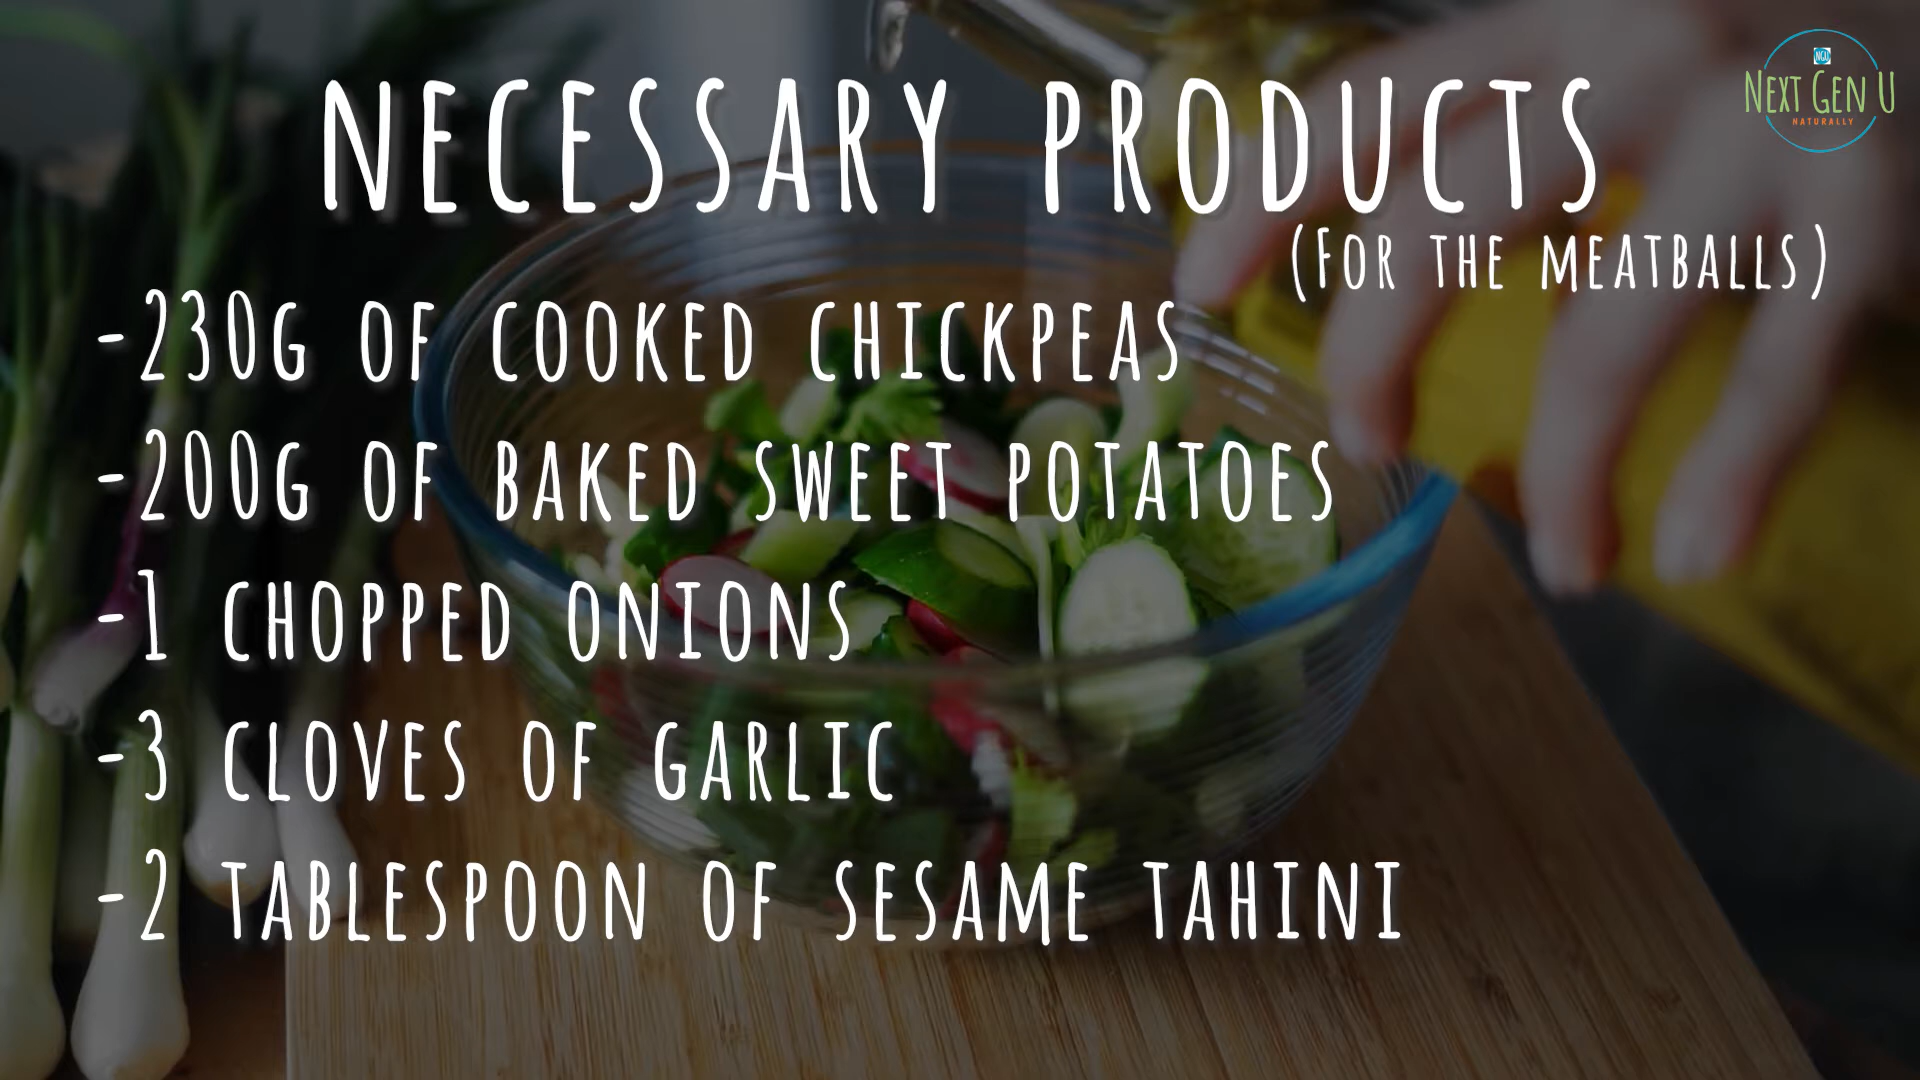 NECESSARY PRODUCTS
(FOR THE MEATBALLS)
-230G OF COOKED CHICKPEAS
-200G OF BAKED SWEET POTATOES
-1 CHOPPED ONIONS
-3 CLOVES OF GARLIC
-2 TABLESPOON OF SESAME TAHINI
NGU
NEXT GEN U
NATURALLY